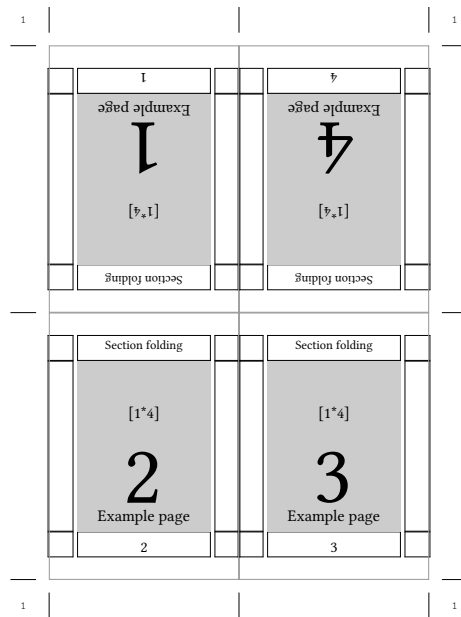 1 1
1 4
Example page Example page
1 4
[1*4] [1*4]
Section folding Section folding
Section folding Section folding
[1*4] [1*4]
2 3
Example page Example page
2 3
1 1